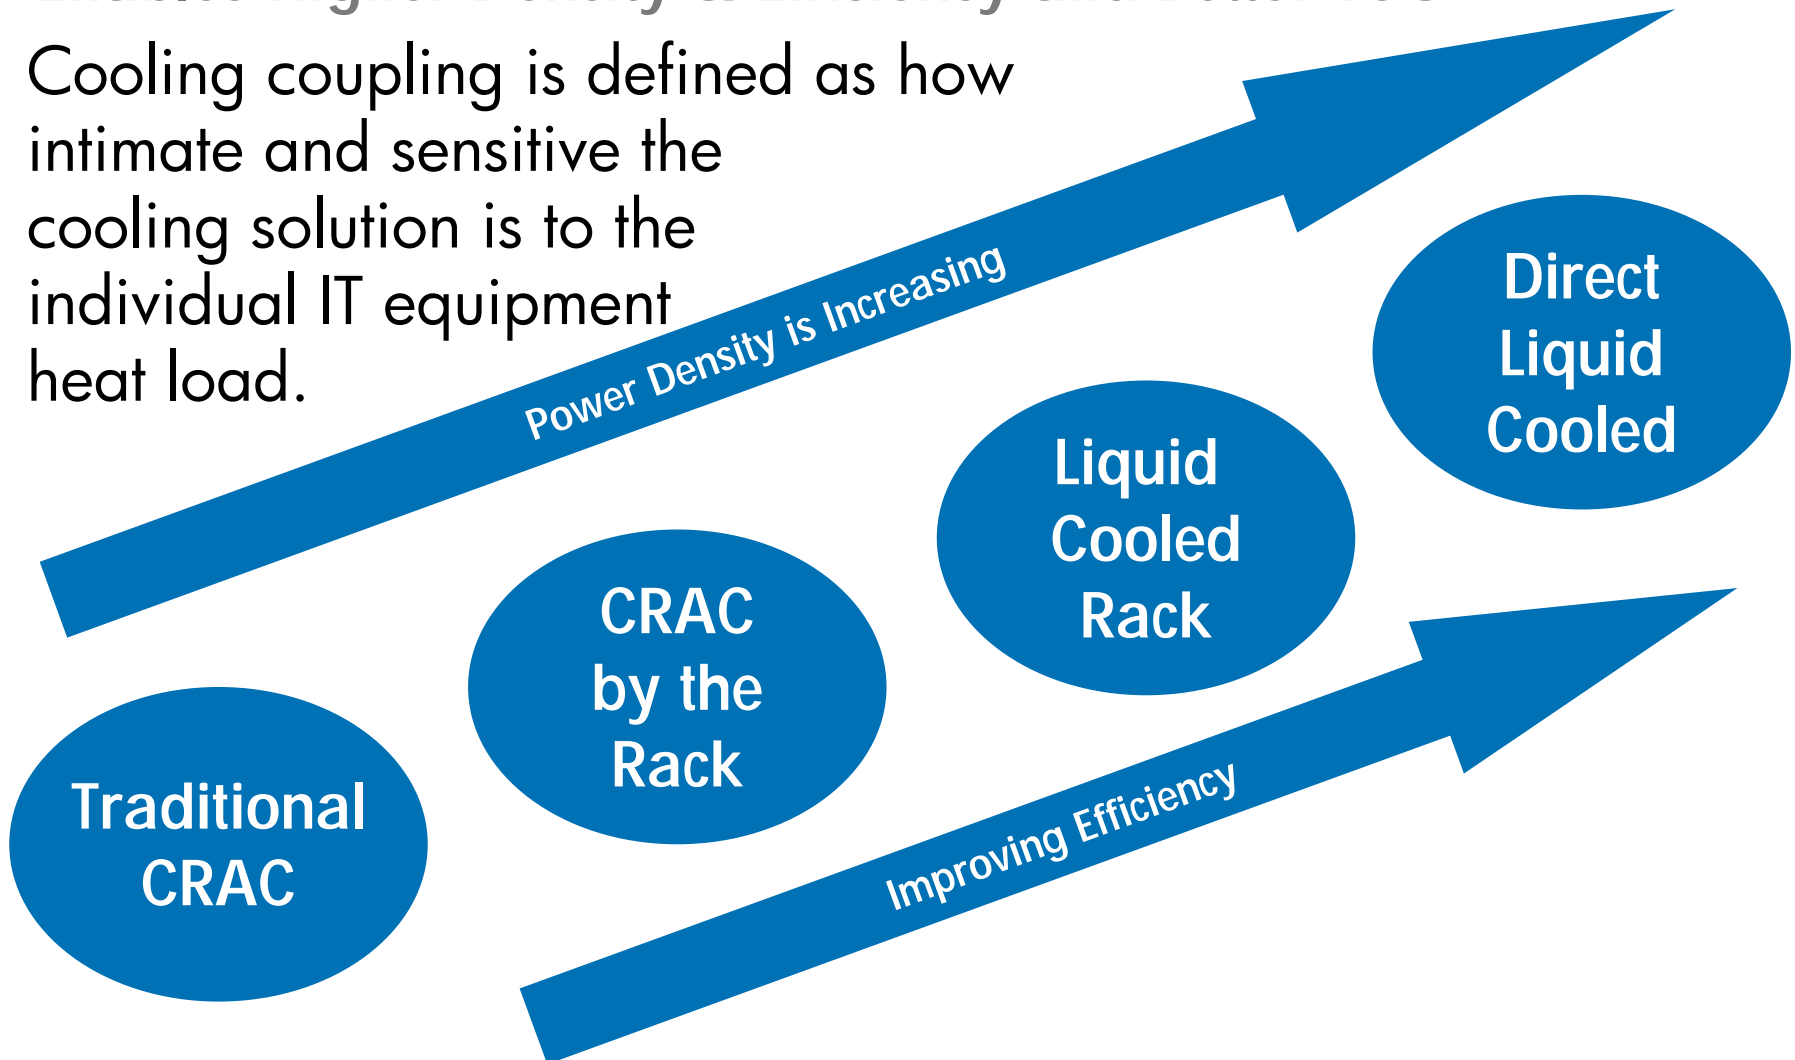 Cooling coupling is defined as how
intimate and sensitive the
cooling solution is to the
individual IT equipment
heat load.
Power Density is Increasing
Direct
Liquid
Cooled
Liquid
Cooled
Rack
CRAC
by the
Rack
Traditional
CRAC
Improving Efficiency